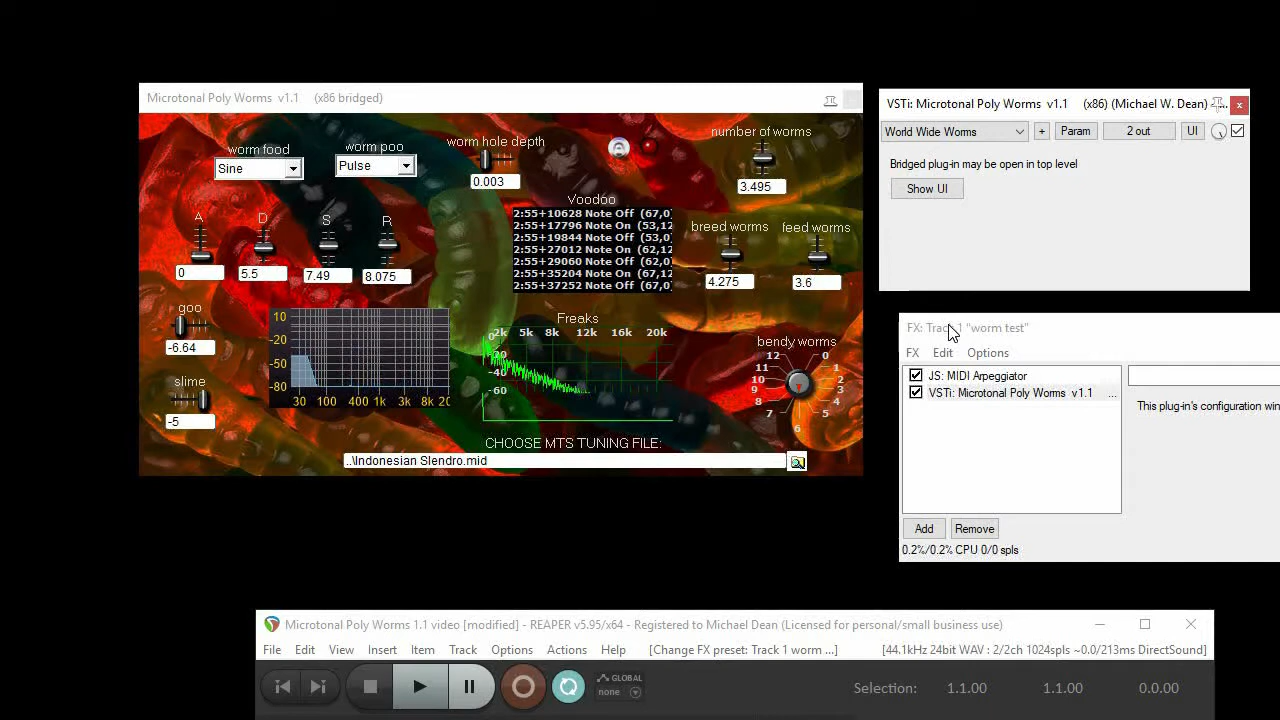 Microtonal Poly Worms v1.1 (x86 bridged)
worm food
Sine
worm poo
Pulse
worm hole depth
0.003
number of worms
3.495
A
D
S
R
0
5.5
7.49
8.075
Voodoo
2:55+10628 Note Off (67,0
2:55+17796 Note On (53,12
2:55+19844 Note Off (53,0
2:55+27012 Note On (62,12
2:55+29060 Note Off (62,0
2:55+35204 Note On (67,12
2:55+37252 Note Off (67,0
breed worms
4.275
feed worms
3.6
goo
-6.64
slime
-5
10
-20
-50
-80
30 100 400 1k 3k 8k 20
Freaks
2k 5k 8k 12k 16k 20k
0
-20
-40
-60
bendy worms
12 0
11 1
10 2
9 3
8 4
7 5
6
CHOOSE MTS TUNING FILE:
..\Indonesian Slendro.mid
VSTi: Microtonal Poly Worms v1.1 (x86) (Michael W. Dean) ...
World Wide Worms + Param 2 out UI
Bridged plug-in may be open in top level
Show UI
FX: Track 1 "worm test"
FX Edit Options
JS: MIDI Arpeggiator
VSTi: Microtonal Poly Worms v1.1 ...
This plug-in's configuration win
Add Remove
0.2%/0.2% CPU 0/0 spls
Microtonal Poly Worms 1.1 video [modified] - REAPER v5.95/x64 - Registered to Michael Dean (Licensed for personal/small business use)
File Edit View Insert Item Track Options Actions Help [Change FX preset: Track 1 worm ...] [44.1kHz 24bit WAV : 2/2ch 1024spls ~0.0/213ms DirectSound]
GLOBAL
none
Selection: 1.1.00 1.1.00 0.0.00